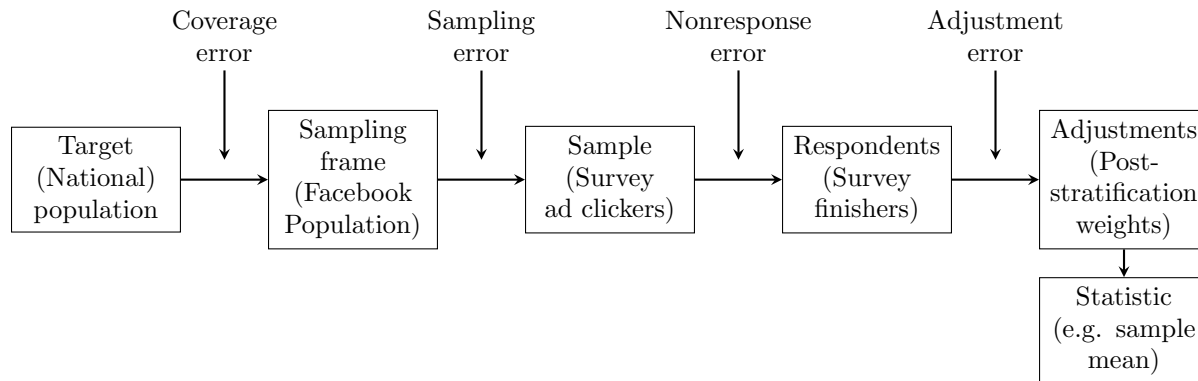 Coverage
error
Sampling
error
Nonresponse
error
Adjustment
error
Target
(National)
population
Sampling
frame
(Facebook
Population)
Sample
(Survey
ad clickers)
Respondents
(Survey
finishers)
Adjustments
(Post-
stratification
weights)
Statistic
(e.g. sample
mean)